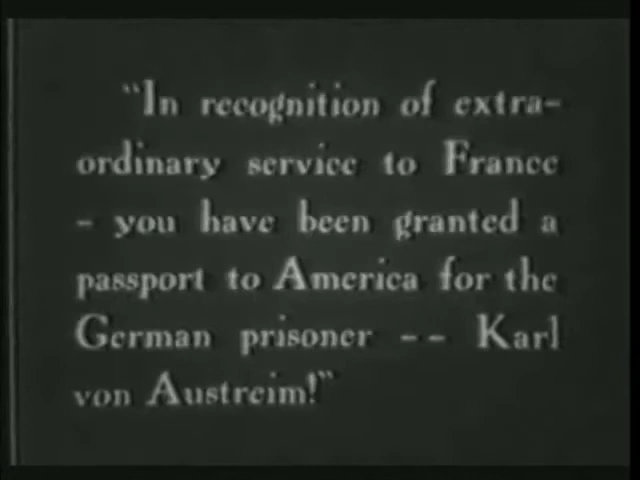 "In recognition of extra-
ordinary service to France
- you have been granted a
passport to America for the
German prisoner -- Karl
von Austreim!"